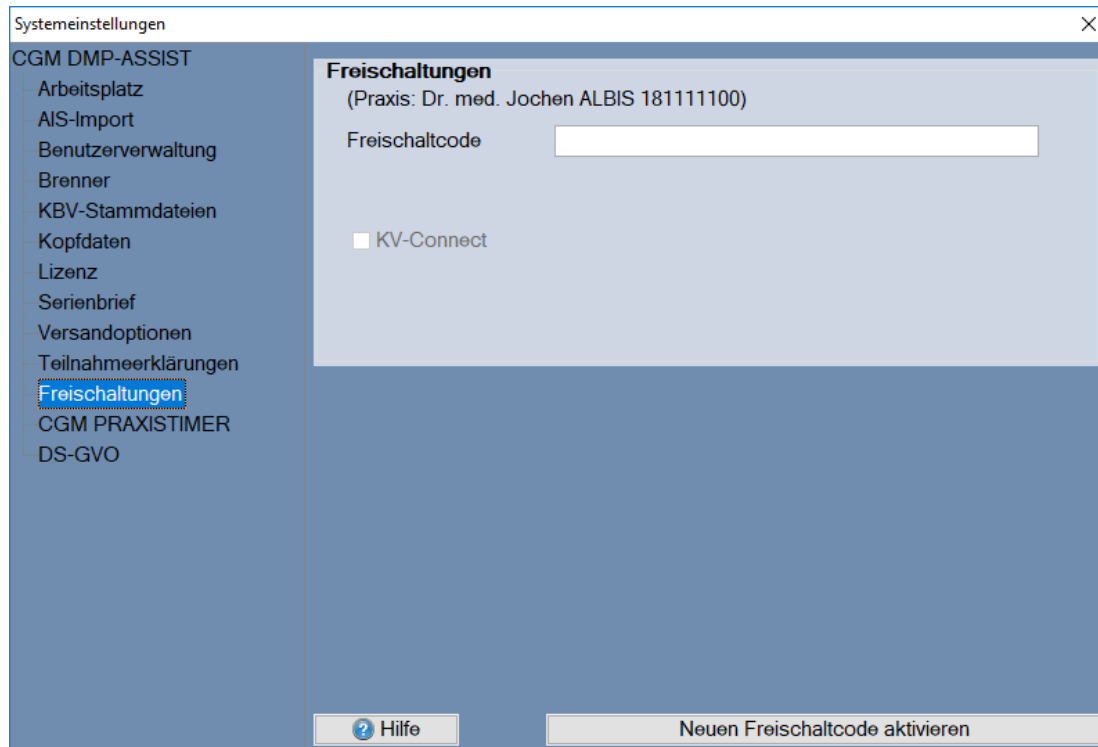 Systemeinstellungen
CGM DMP-ASSIST
Arbeitsplatz
AIS-Import
Benutzerverwaltung
Brenner
KBV-Stammdateien
Kopfdaten
Lizenz
Serienbrief
Versandoptionen
Teilnahmeerklärungen
Freischaltungen
CGM PRAXISTIMER
DS-GVO
Freischaltungen
(Praxis: Dr. med. Jochen ALBIS 181111100)
Freischaltcode
KV-Connect
Hilfe
Neuen Freischaltcode aktivieren